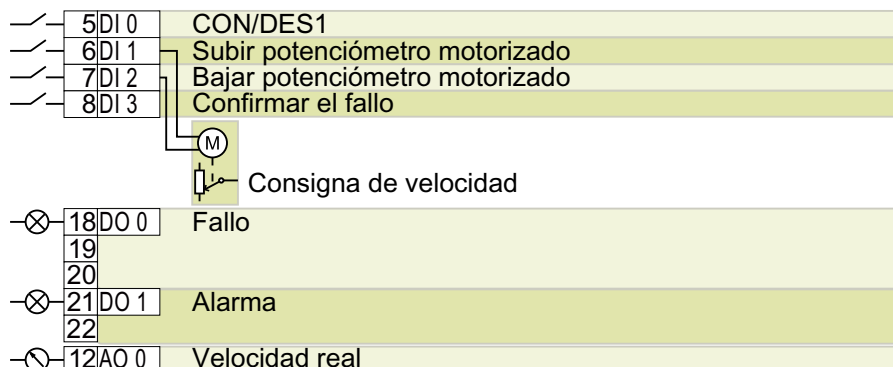 5 DI 0 CON/DES1
6 DI 1 Subir potenciómetro motorizado
7 DI 2 Bajar potenciómetro motorizado
8 DI 3 Confirmar el fallo
M
Consigna de velocidad
18 DO 0 Fallo
19
20
21 DO 1 Alarma
22
12 AO 0 Velocidad real